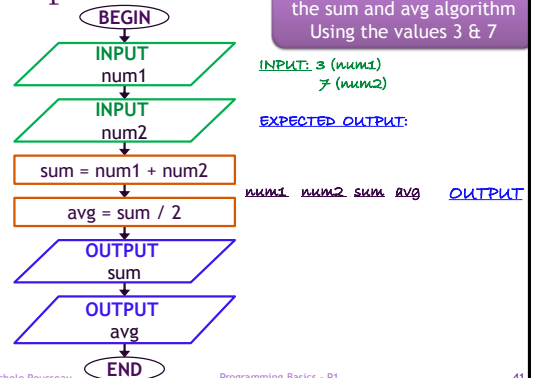 the sum and avg algorithm
Using the values 3 & 7
BEGIN
INPUT
num1
INPUT
num2
sum = num1 + num2
avg = sum / 2
OUTPUT
sum
OUTPUT
avg
END
INPUT: 3 (num1)
7 (num2)
EXPECTED OUTPUT:
num1 num2 sum avg OUTPUT
Programming Basics - P1
41